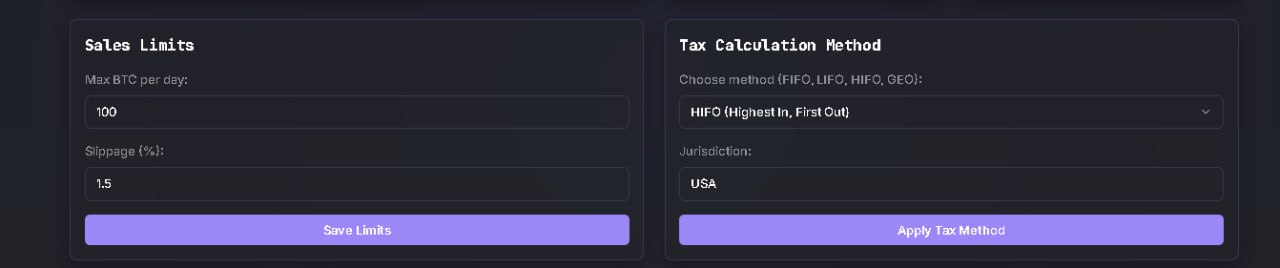 Sales Limits
Max BTC per day:
100
Slippage (%):
1.5
Save Limits
Tax Calculation Method
Choose method (FIFO, LIFO, HIFO, GEO):
HIFO (Highest In, First Out)
Jurisdiction:
USA
Apply Tax Method